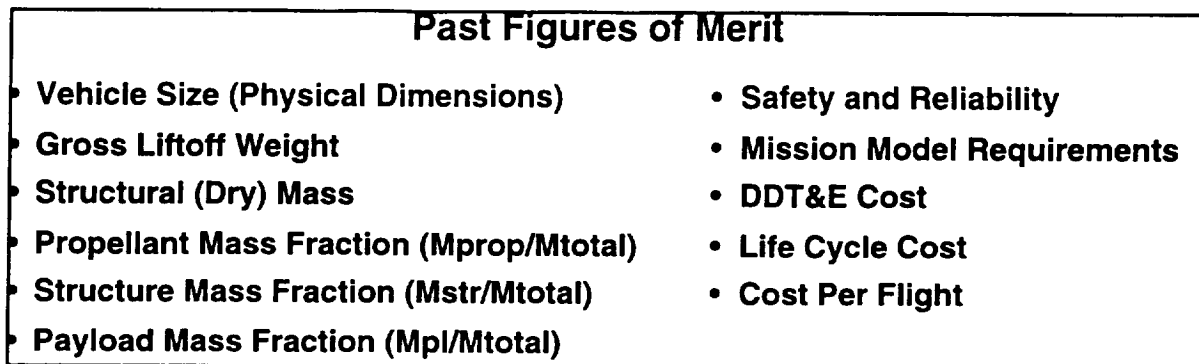 Past Figures of Merit
• Vehicle Size (Physical Dimensions)
• Gross Liftoff Weight
• Structural (Dry) Mass
• Propellant Mass Fraction (Mprop/Mtotal)
• Structure Mass Fraction (Mstr/Mtotal)
• Payload Mass Fraction (Mpl/Mtotal)
• Safety and Reliability
• Mission Model Requirements
• DDT&E Cost
• Life Cycle Cost
• Cost Per Flight